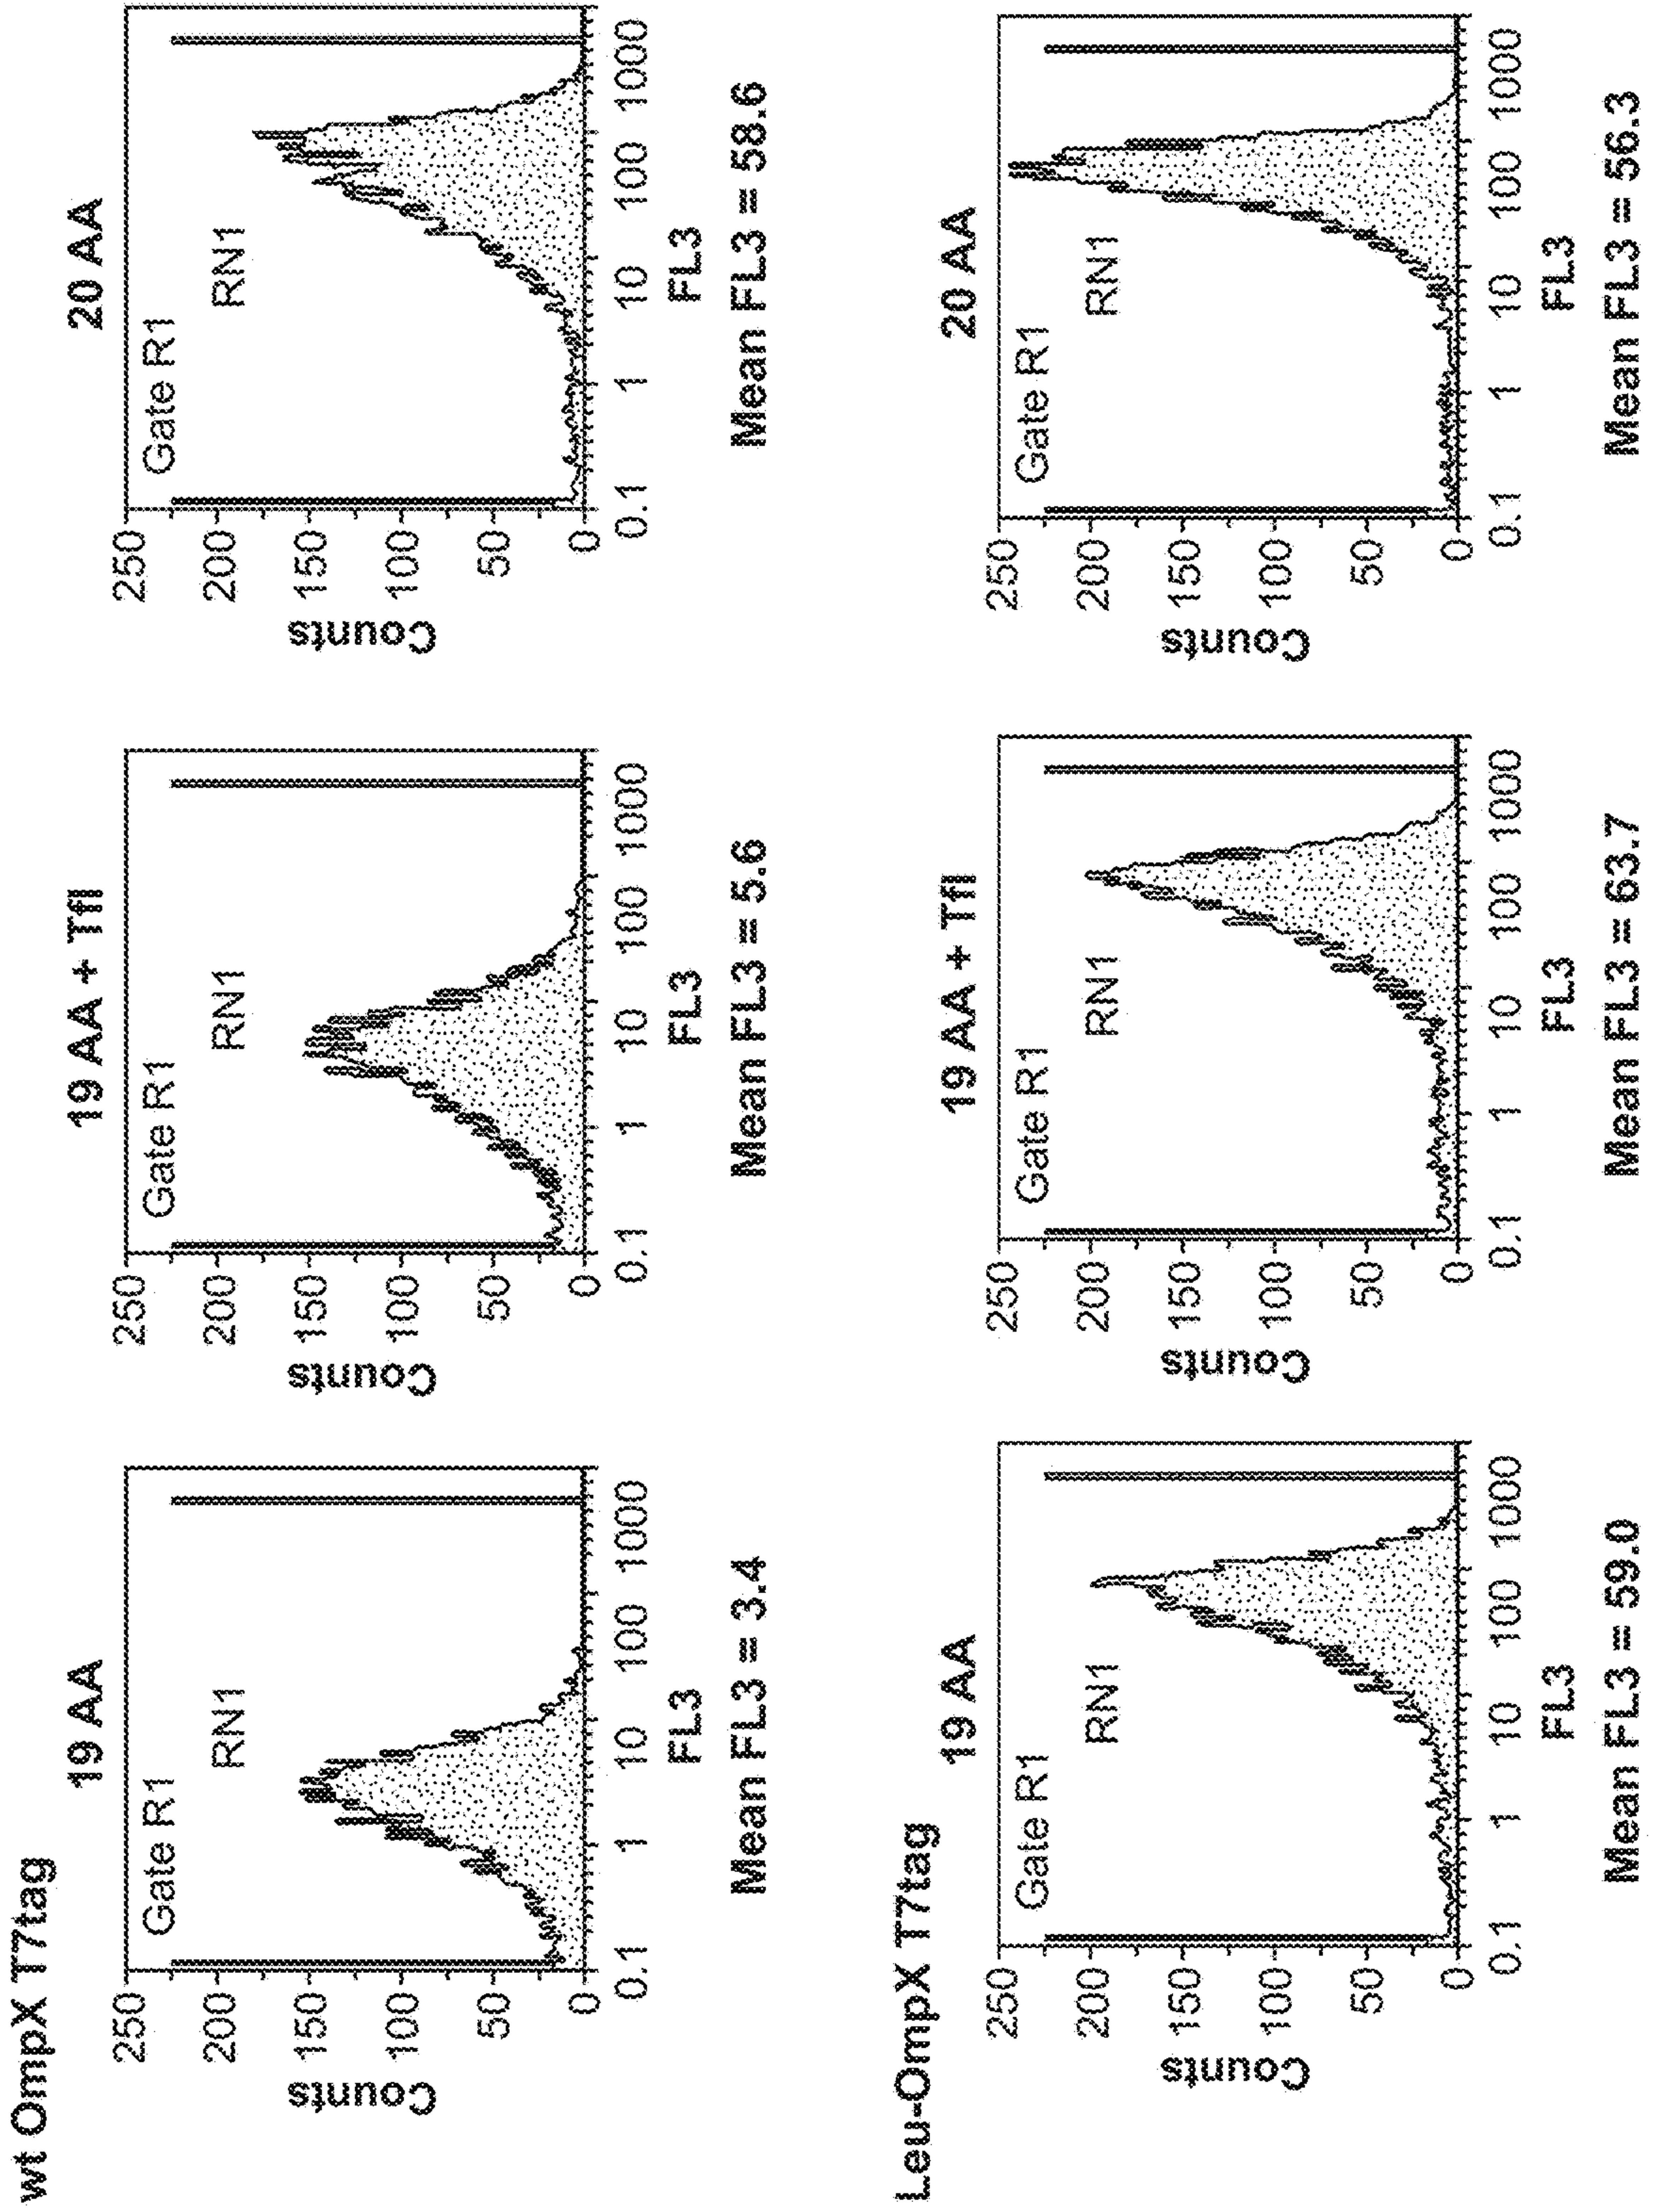 wt OmpX T7tag
19 AA
Counts
250
200
150
100
50
0
Gate R1
RN1
0.1
1
10
100
1000
FL3
Mean FL3 = 3.4
19 AA + Tfl
Counts
250
200
150
100
50
0
Gate R1
RN1
0.1
1
10
100
1000
FL3
Mean FL3 = 5.6
20 AA
Counts
250
200
150
100
50
0
Gate R1
RN1
0.1
1
10
100
1000
FL3
Mean FL3 = 58.6
Leu-OmpX T7tag
19 AA
Counts
250
200
150
100
50
0
Gate R1
RN1
0.1
1
10
100
1000
FL3
Mean FL3 = 59.0
19 AA + Tfl
Counts
250
200
150
100
50
0
Gate R1
RN1
0.1
1
10
100
1000
FL3
Mean FL3 = 63.7
20 AA
Counts
250
200
150
100
50
0
Gate R1
RN1
0.1
1
10
100
1000
FL3
Mean FL3 = 56.3